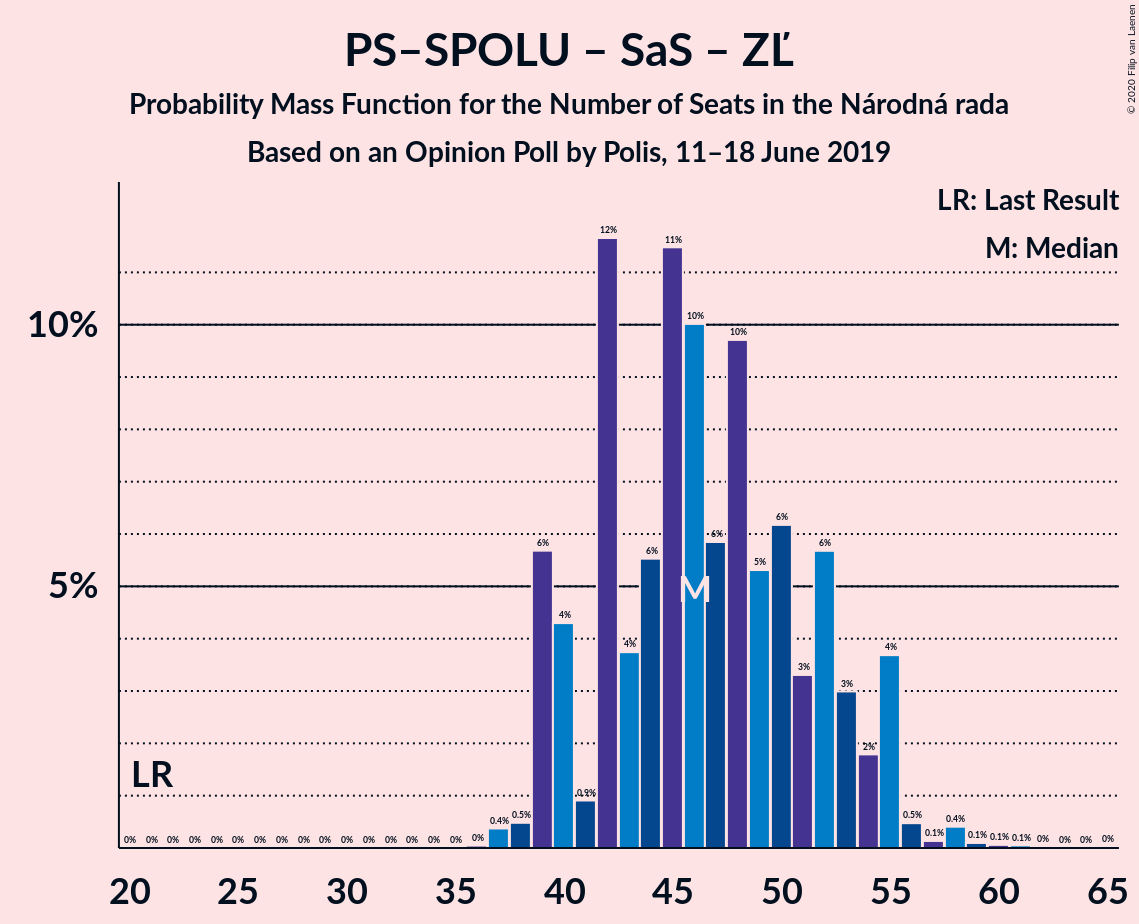 PS–SPOLU – SaS – ZĽ
Probability Mass Function for the Number of Seats in the Národná rada
Based on an Opinion Poll by Polis, 11–18 June 2019
© 2020 Filip van Laenen
LR: Last Result
M: Median
10%
5%
0% 0% 0% 0% 0% 0% 0% 0% 0% 0% 0% 0% 0% 0% 0% 0% 0% 0.4% 0.5% 6% 4% 0.9% 12% 4% 6% 11% 10% 6% 10% 5% 6% 3% 6% 3% 2% 4% 0.5% 0.1% 0.4% 0.1% 0.1% 0.1% 0% 0% 0% 0%
M
LR
20 25 30 35 40 45 50 55 60 65